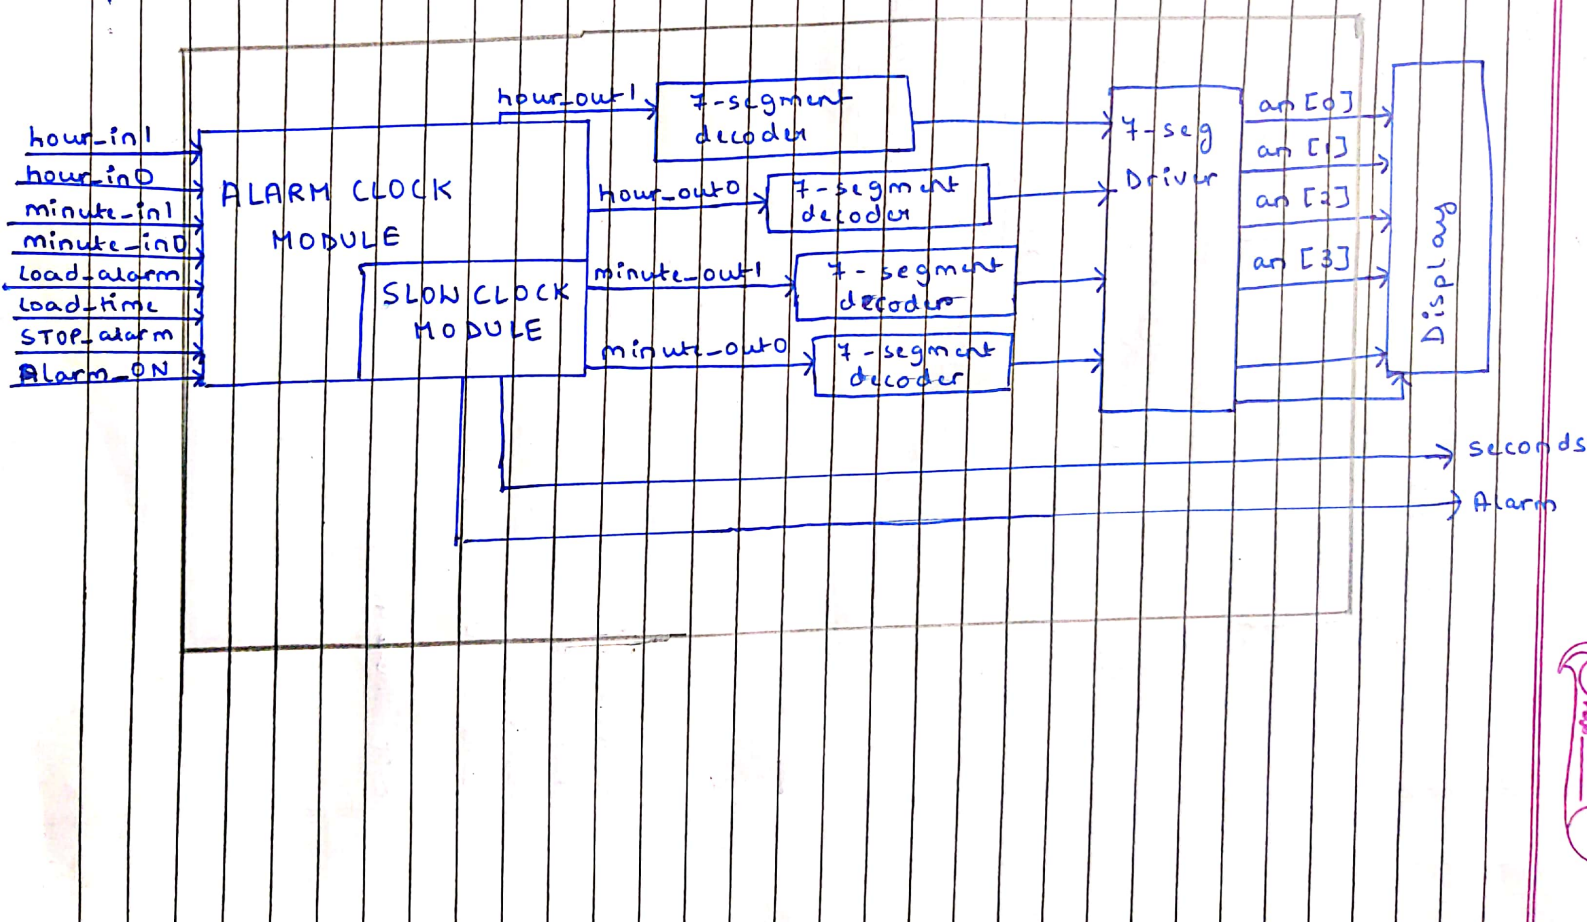 hour_in1
hour_in0
minute_in1
minute_in0
Load_alarm
Load_time
STOP_alarm
Alarm_ON
ALARM CLOCK
MODULE
SLOW CLOCK
MODULE
hour_out1
hour_out0
minute_out1
minute_out0
7-segment
decoder
7-segment
decoder
7-segment
decoder
7-segment
decoder
7-seg
Driver
an [0]
an [1]
an [2]
an [3]
Display
seconds
Alarm